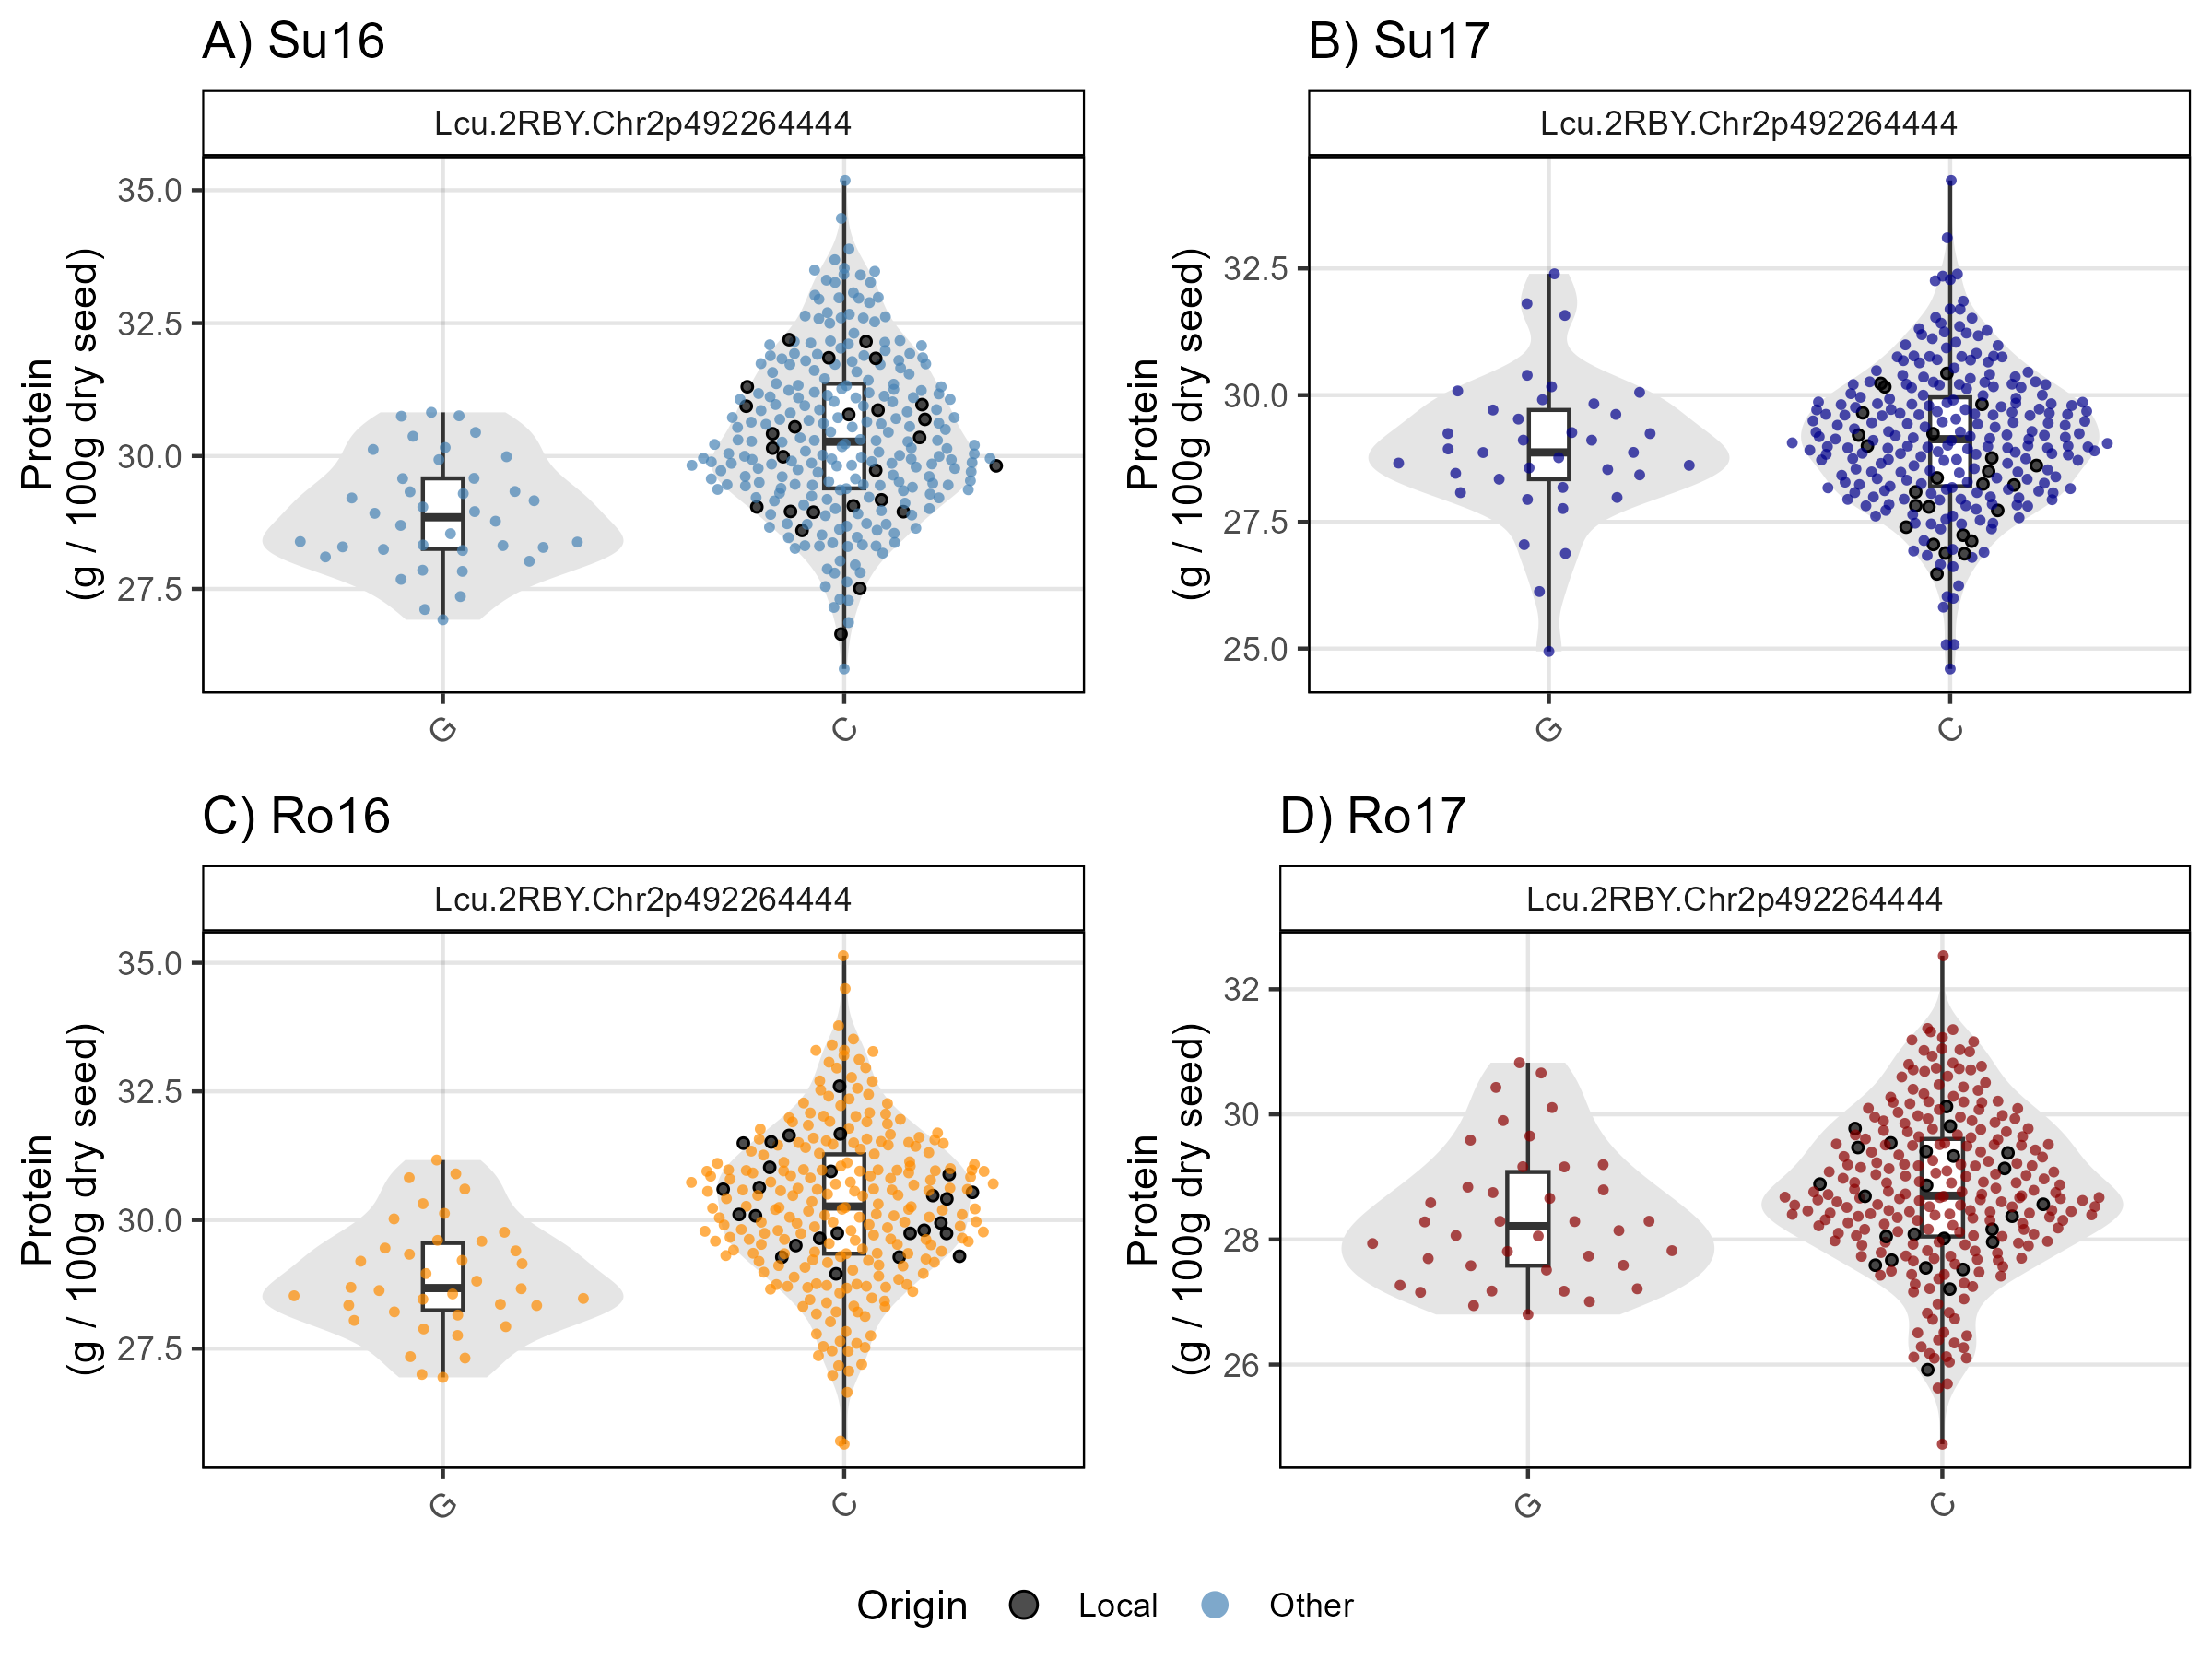 A) Su16
Lcu.2RBY.Chr2p492264444
Protein
(g / 100g dry seed)
35.0
32.5
30.0
27.5
G
C
B) Su17
Lcu.2RBY.Chr2p492264444
Protein
(g / 100g dry seed)
32.5
30.0
27.5
25.0
G
C
C) Ro16
Lcu.2RBY.Chr2p492264444
Protein
(g / 100g dry seed)
35.0
32.5
30.0
27.5
G
C
D) Ro17
Lcu.2RBY.Chr2p492264444
Protein
(g / 100g dry seed)
32
30
28
26
G
C
Origin Local Other